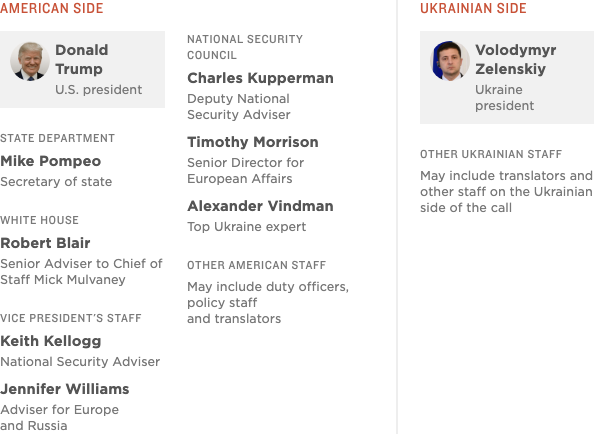 AMERICAN SIDE
Donald
Trump
U.S. president
STATE DEPARTMENT
Mike Pompeo
Secretary of state
WHITE HOUSE
Robert Blair
Senior Adviser to Chief of
Staff Mick Mulvaney
VICE PRESIDENT'S STAFF
Keith Kellogg
National Security Adviser
Jennifer Williams
Adviser for Europe
and Russia
NATIONAL SECURITY
COUNCIL
Charles Kupperman
Deputy National
Security Adviser
Timothy Morrison
Senior Director for
European Affairs
Alexander Vindman
Top Ukraine expert
OTHER AMERICAN STAFF
May include duty officers,
policy staff
and translators
UKRAINIAN SIDE
Volodymyr
Zelenskiy
Ukraine
president
OTHER UKRAINIAN STAFF
May include translators and
other staff on the Ukrainian
side of the call